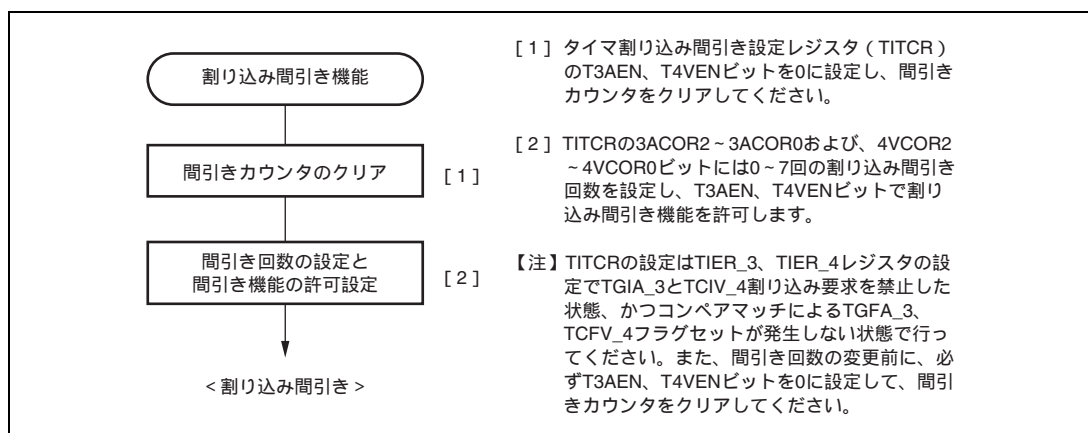 割り込み間引き機能
間引きカウンタのクリア
[ 1 ]
間引き回数の設定と
間引き機能の許可設定
[ 2 ]
< 割り込み間引き >
[ 1 ] タイマ割り込み間引き設定レジスタ ( TITCR )
のT3AEN、T4VENビットを0に設定し、間引き
カウンタをクリアしてください。
[ 2 ] TITCRの3ACOR2 ~ 3ACOR0および、4VCOR2
~ 4VCOR0ビットには0 ~ 7回の割り込み間引き
回数を設定し、T3AEN、T4VENビットで割り
込み間引き機能を許可します。
【注】TITCRの設定はTIER_3、TIER_4レジスタの設
定でTGIA_3とTCIV_4割り込み要求を禁止した
状態、かつコンペアマッチによるTGFA_3、
TCFV_4フラグセットが発生しない状態で行っ
てください。また、間引き回数の変更前に、必
ずT3AEN、T4VENビットを0に設定して、間引
きカウンタをクリアしてください。